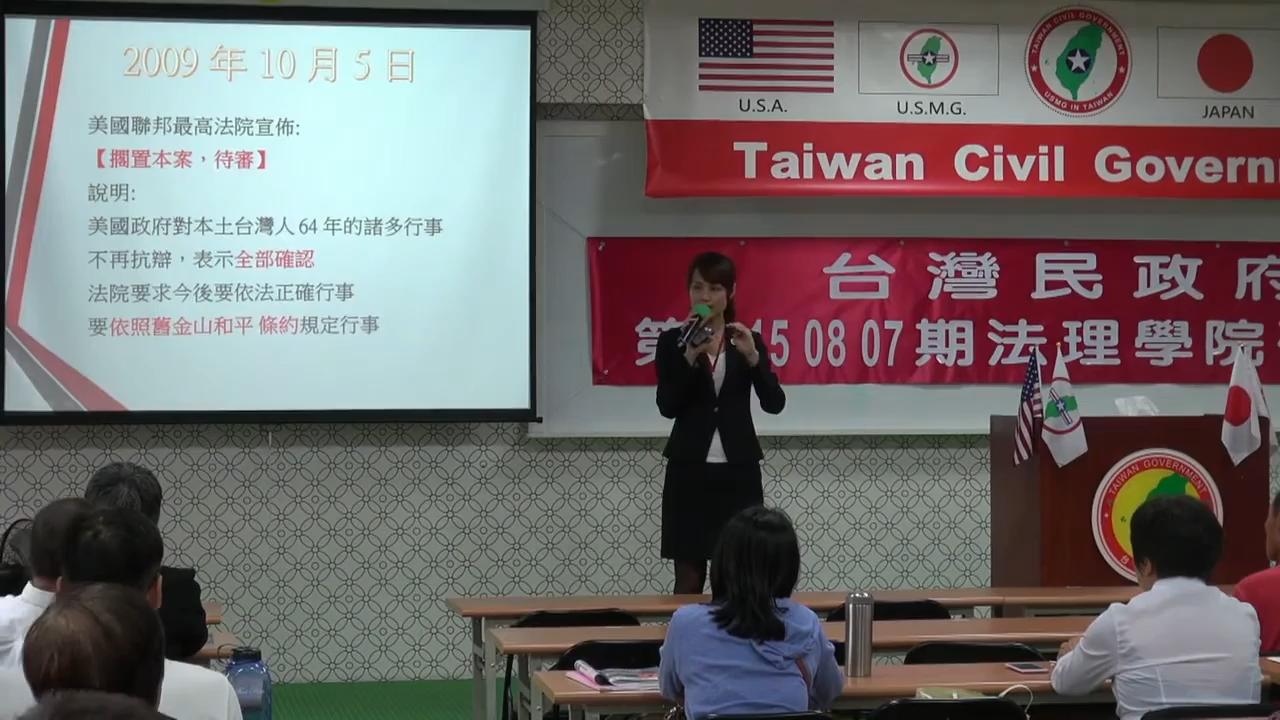 2009 年 10 月 5 日
美國聯邦最高法院宣佈:
【擱置本案，待審】
說明:
美國政府對本土台灣人 64 年的諸多行事
不再抗辯，表示全部確認
法院要求今後要依法正確行事
要依照舊金山和平 條約規定行事
U.S.A.
U.S.M.G.
TAIWAN CIVIL GOVERNMENT
USMG IN TAIWAN
JAPAN
Taiwan Civil Governm
台灣民政府
第 15 08 07 期法理學院
TAIWAN GOVERNMENT